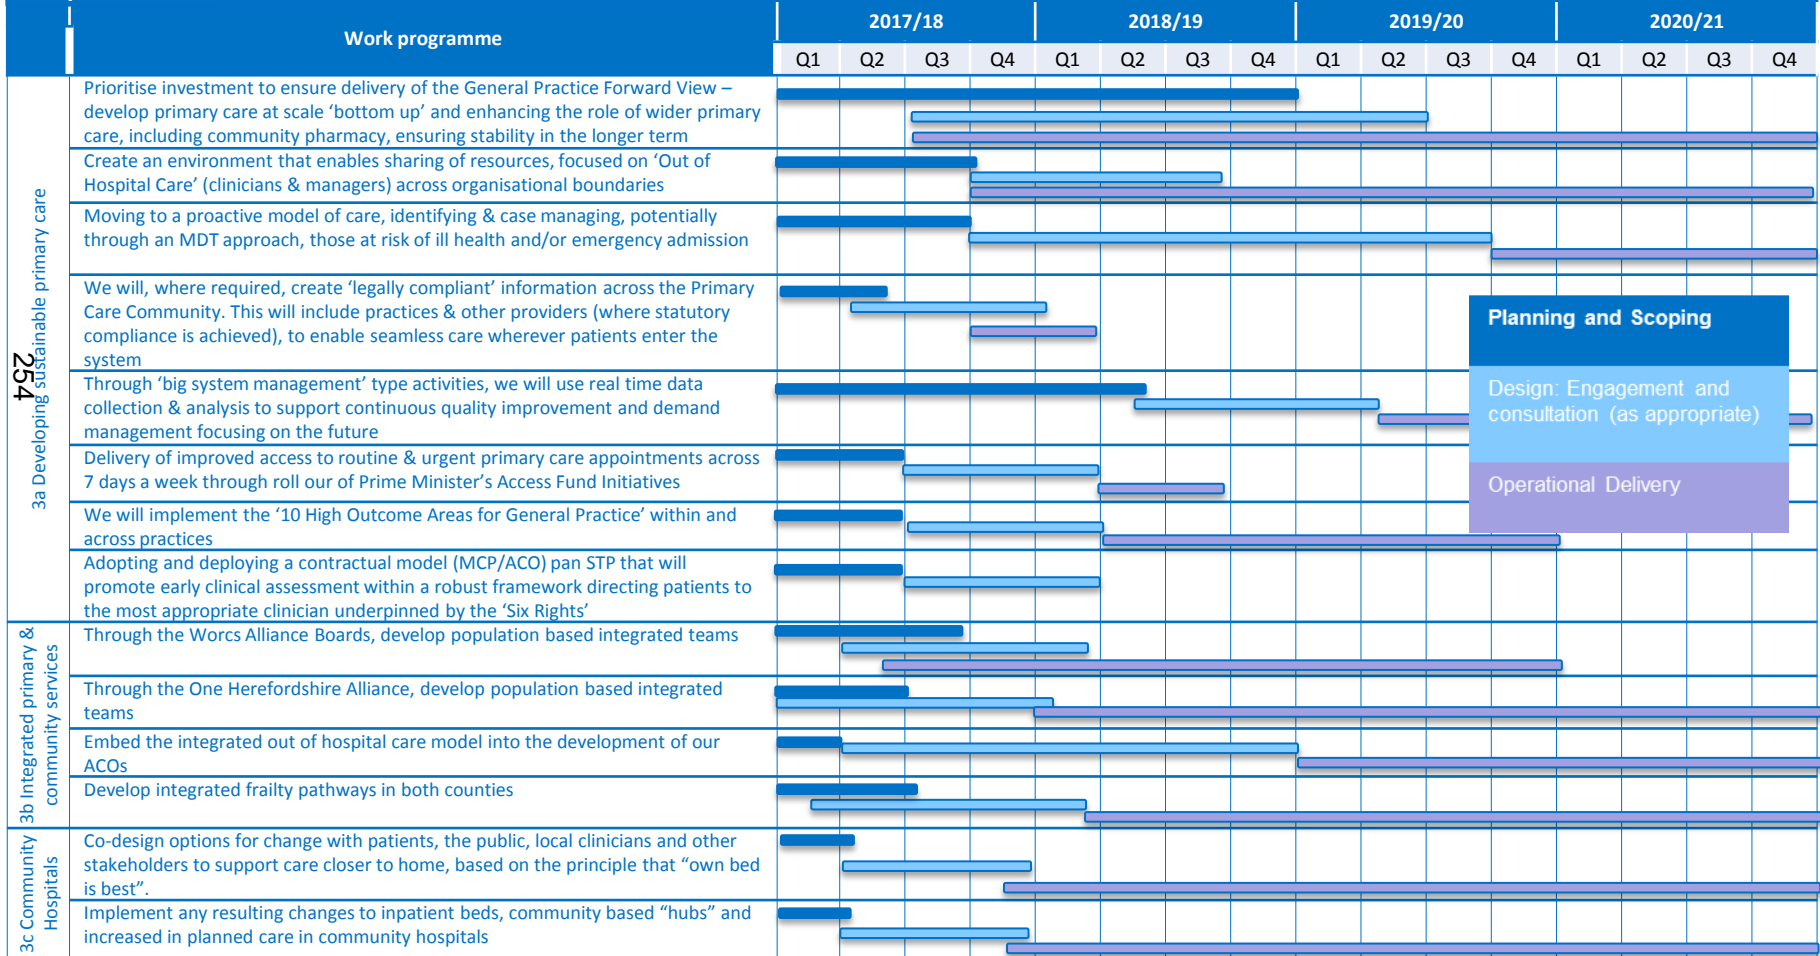 Work programme
2017/18
2018/19
2019/20
2020/21
Q1 Q2 Q3 Q4 Q1 Q2 Q3 Q4 Q1 Q2 Q3 Q4 Q1 Q2 Q3 Q4
3a Developing sustainable primary care
254
Prioritise investment to ensure delivery of the General Practice Forward View –
develop primary care at scale ‘bottom up’ and enhancing the role of wider primary
care, including community pharmacy, ensuring stability in the longer term
Create an environment that enables sharing of resources, focused on ‘Out of
Hospital Care’ (clinicians & managers) across organisational boundaries
Moving to a proactive model of care, identifying & case managing, potentially
through an MDT approach, those at risk of ill health and/or emergency admission
We will, where required, create ‘legally compliant’ information across the Primary
Care Community. This will include practices & other providers (where statutory
compliance is achieved), to enable seamless care wherever patients enter the
system
Through ‘big system management’ type activities, we will use real time data
collection & analysis to support continuous quality improvement and demand
management focusing on the future
Delivery of improved access to routine & urgent primary care appointments across
7 days a week through roll our of Prime Minister’s Access Fund Initiatives
We will implement the ‘10 High Outcome Areas for General Practice’ within and
across practices
Adopting and deploying a contractual model (MCP/ACO) pan STP that will
promote early clinical assessment within a robust framework directing patients to
the most appropriate clinician underpinned by the ‘Six Rights’
Planning and Scoping
Design: Engagement and
consultation (as appropriate)
Operational Delivery
3b Integrated primary &
community services
Through the Worcs Alliance Boards, develop population based integrated teams
Through the One Herefordshire Alliance, develop population based integrated
teams
Embed the integrated out of hospital care model into the development of our
ACOs
Develop integrated frailty pathways in both counties
3c Community
Hospitals
Co-design options for change with patients, the public, local clinicians and other
stakeholders to support care closer to home, based on the principle that “own bed
is best”.
Implement any resulting changes to inpatient beds, community based “hubs” and
increased in planned care in community hospitals